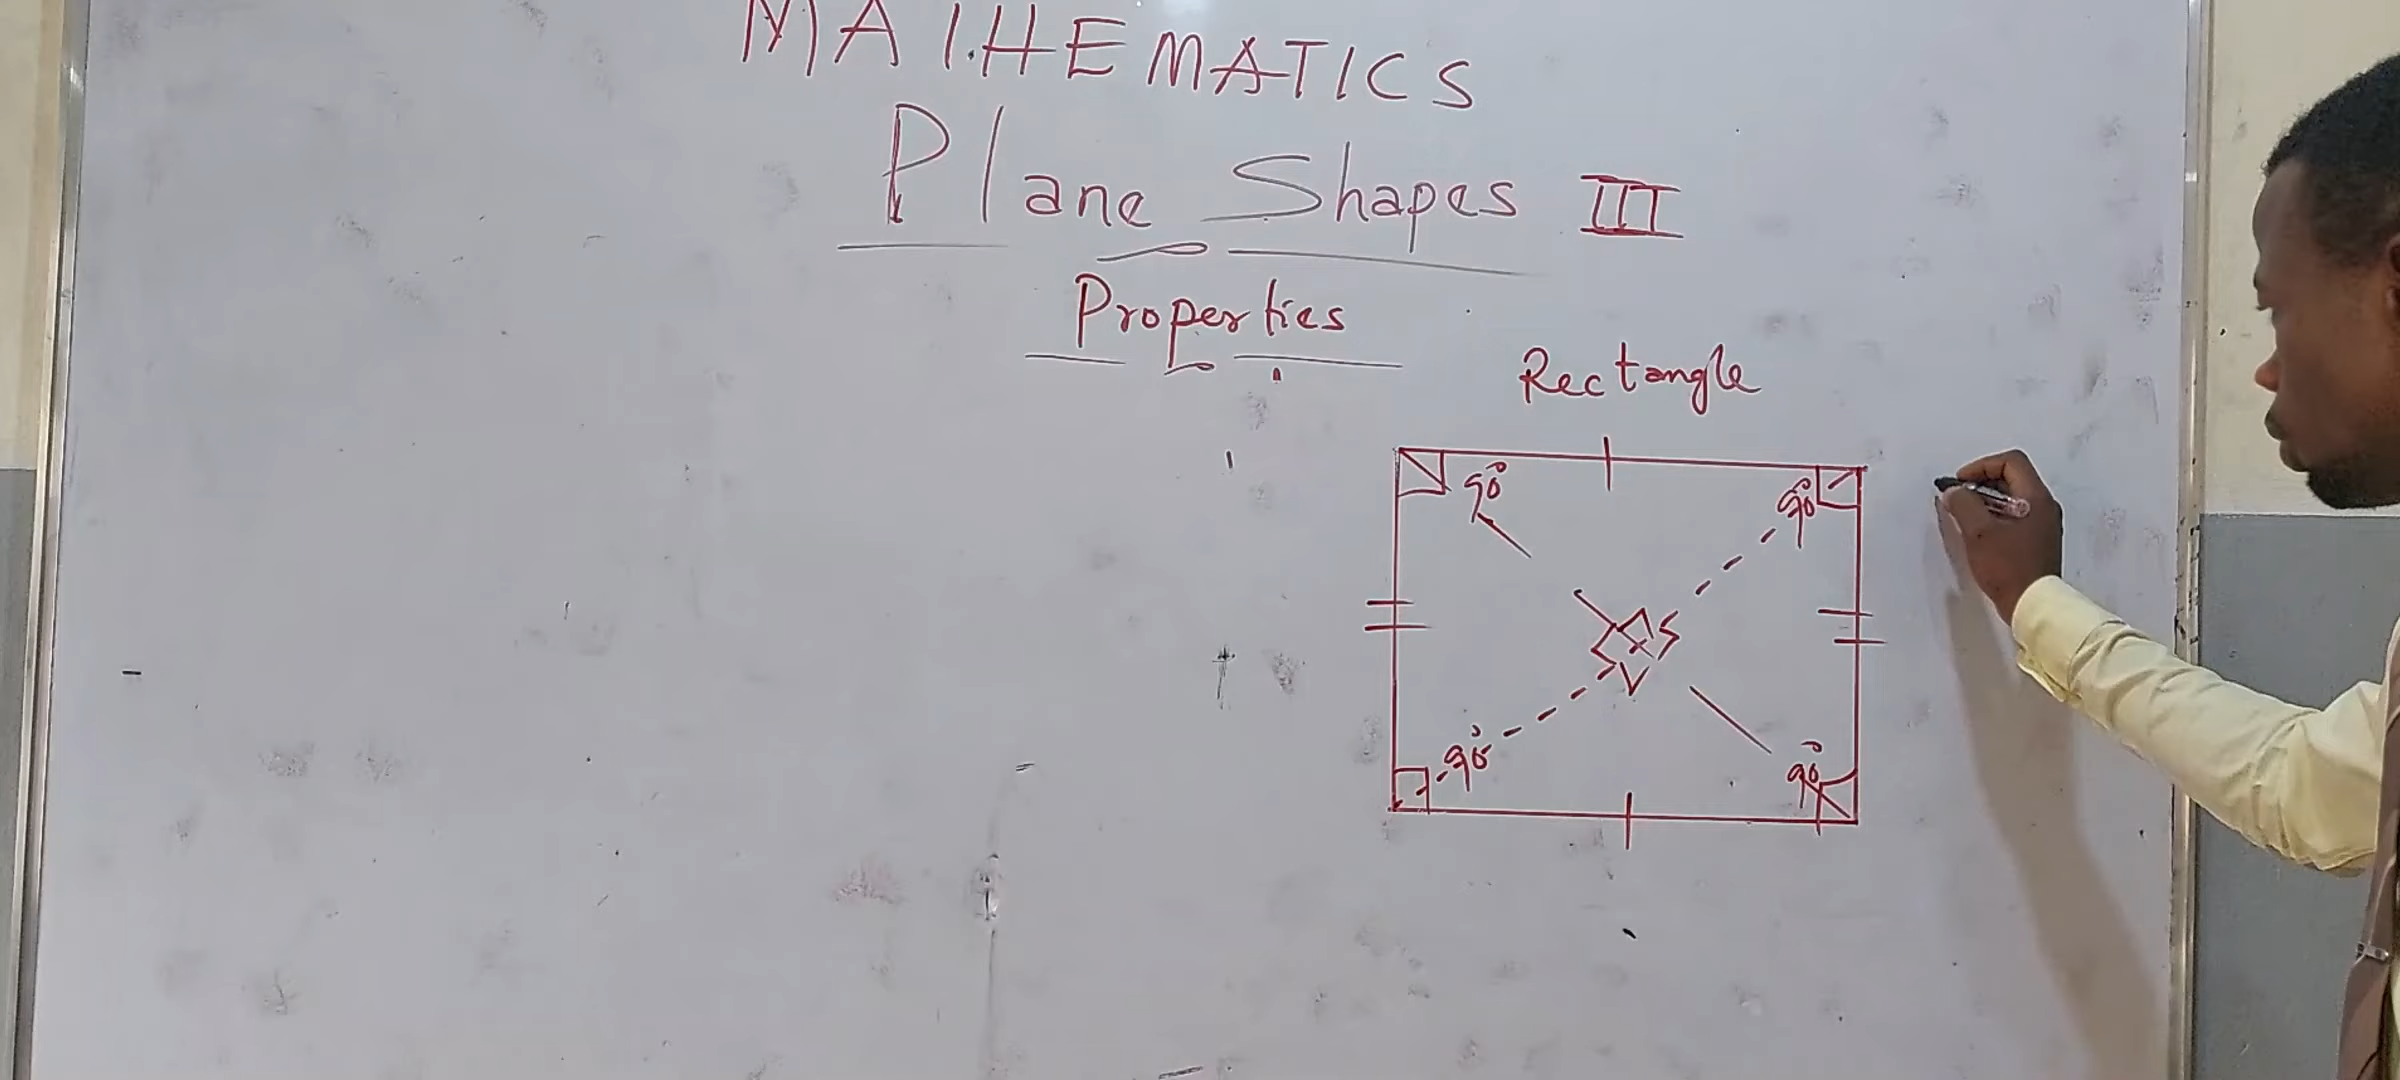 MATHEMATICS
Plane Shapes III
Properties
Rectangle
90°
90°
90°
90°